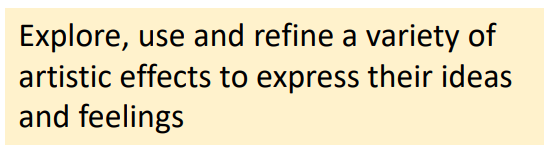 Explore, use and refine a variety of
artistic effects to express their ideas
and feelings